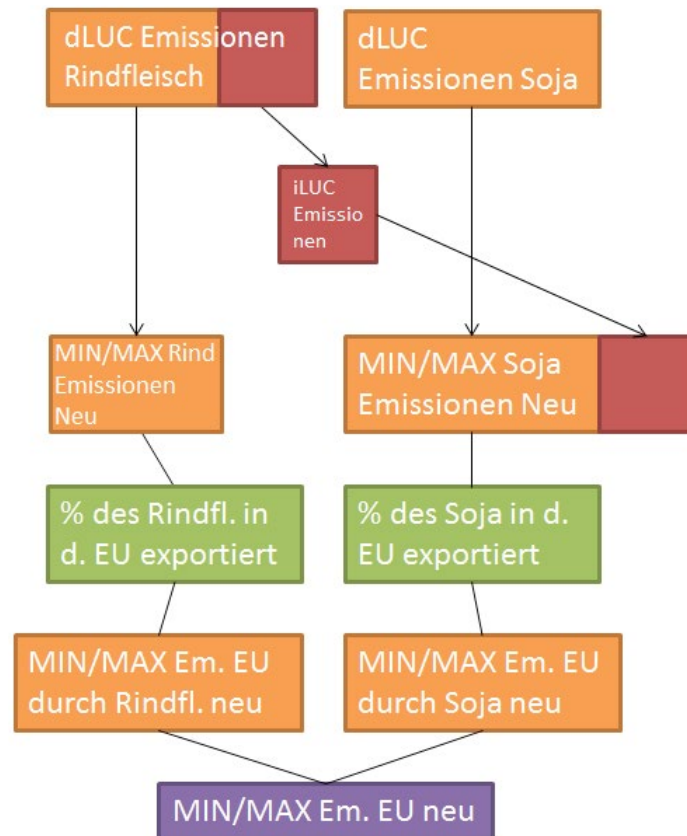 dLUC Emissionen
Rindfleisch
dLUC
Emissionen Soja
iLUC
Emissio
nen
MIN/MAX Rind
Emissionen
Neu
MIN/MAX Soja
Emissionen Neu
% des Rindfl. in
d. EU exportiert
% des Soja in d.
EU exportiert
MIN/MAX Em. EU
durch Rindfl. neu
MIN/MAX Em. EU
durch Soja neu
MIN/MAX Em. EU neu